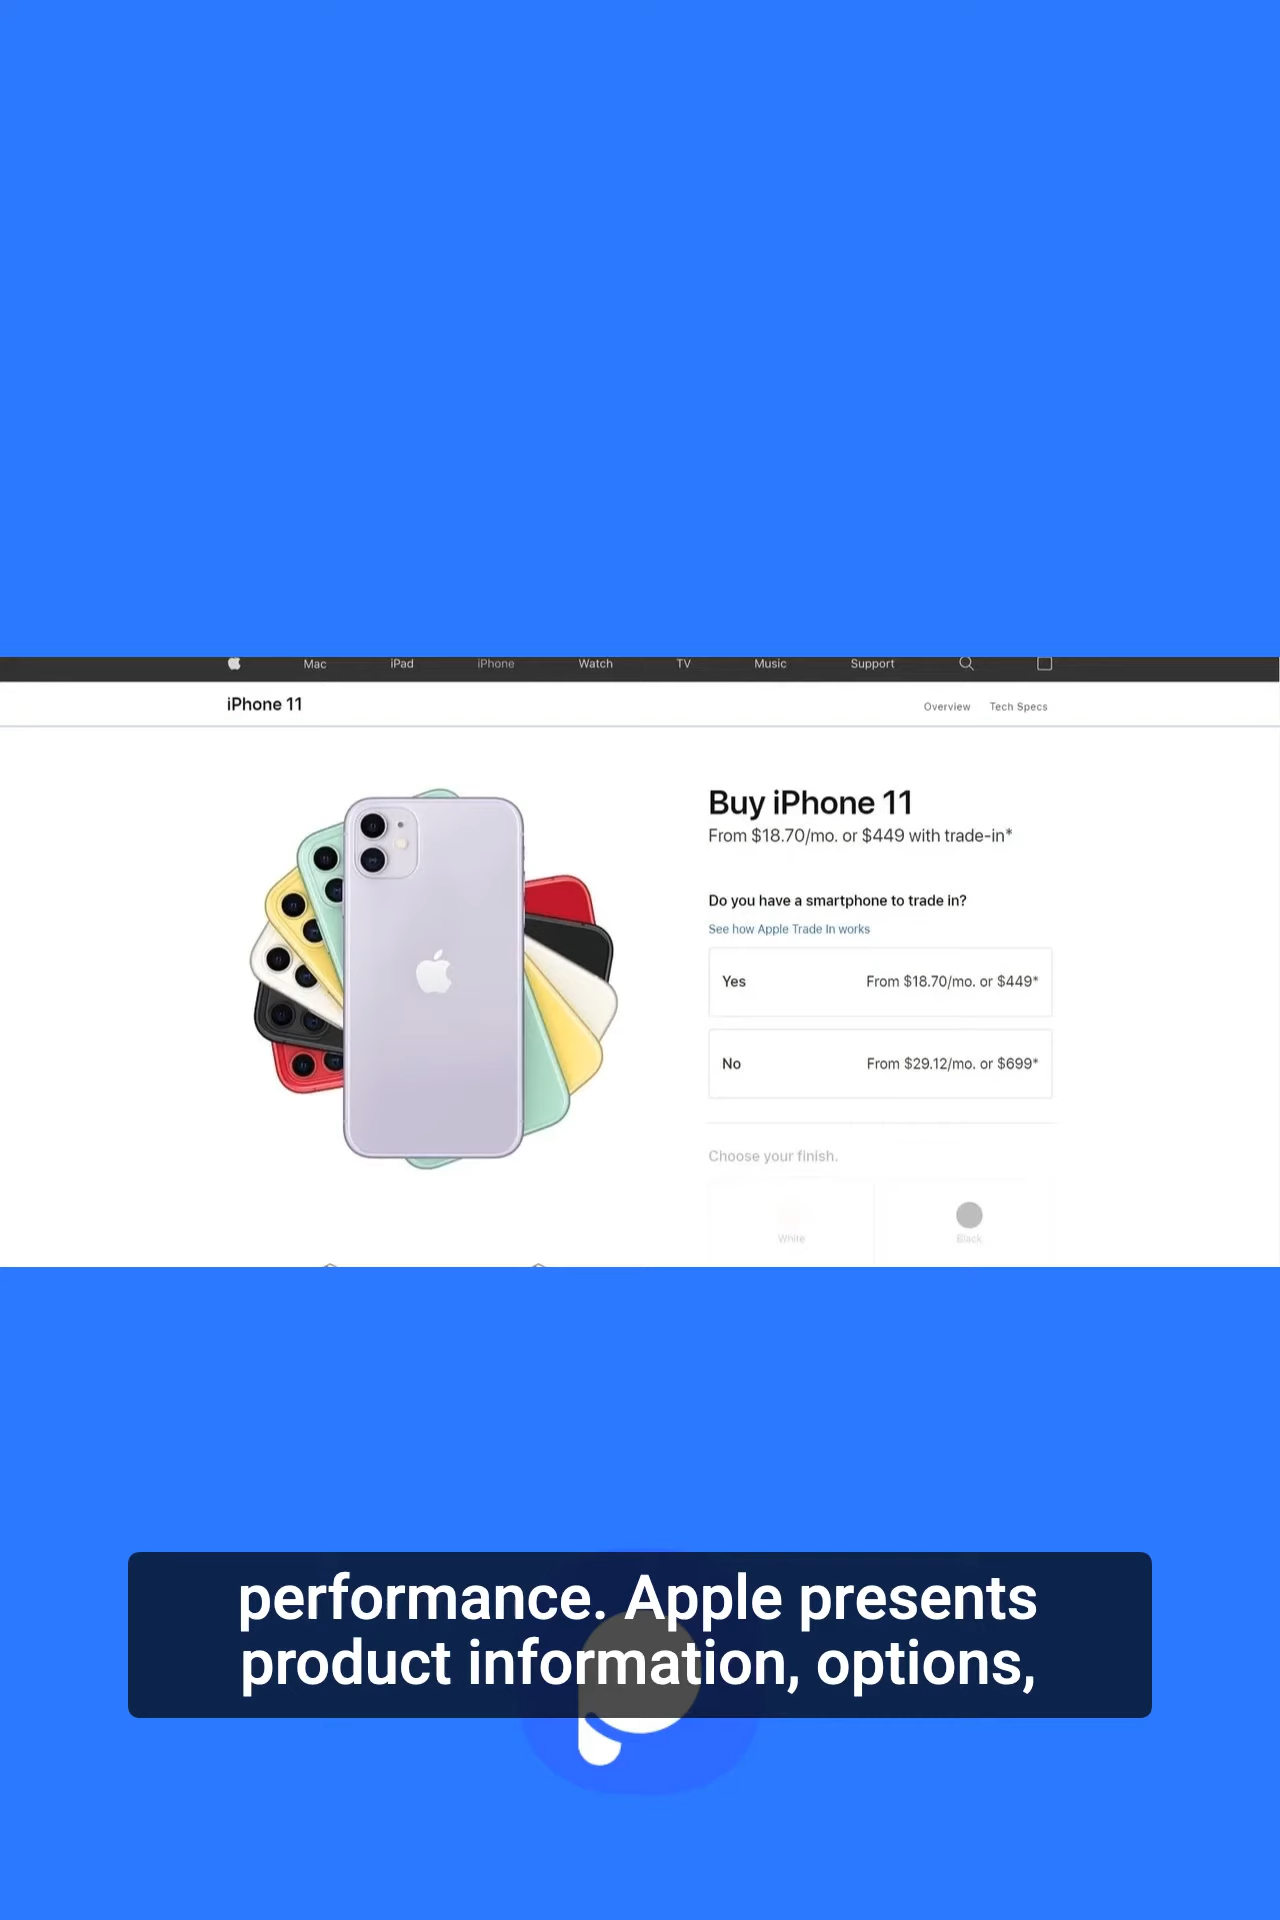 Mac iPad iPhone Watch TV Music Support
iPhone 11
Overview Tech Specs
Buy iPhone 11
From $18.70/mo. or $449 with trade-in*
Do you have a smartphone to trade in?
See how Apple Trade In works
Yes From $18.70/mo. or $449*
No From $29.12/mo. or $699*
Choose your finish.
White Black
performance. Apple presents
product information, options,